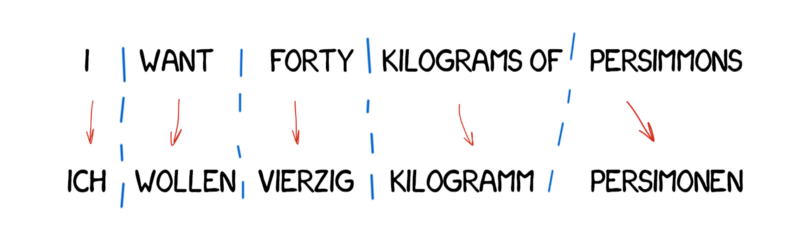 I WANT FORTY KILOGRAMS OF PERSIMMONS
ICH WOLLEN VIERZIG KILOGRAMM PERSIMONEN